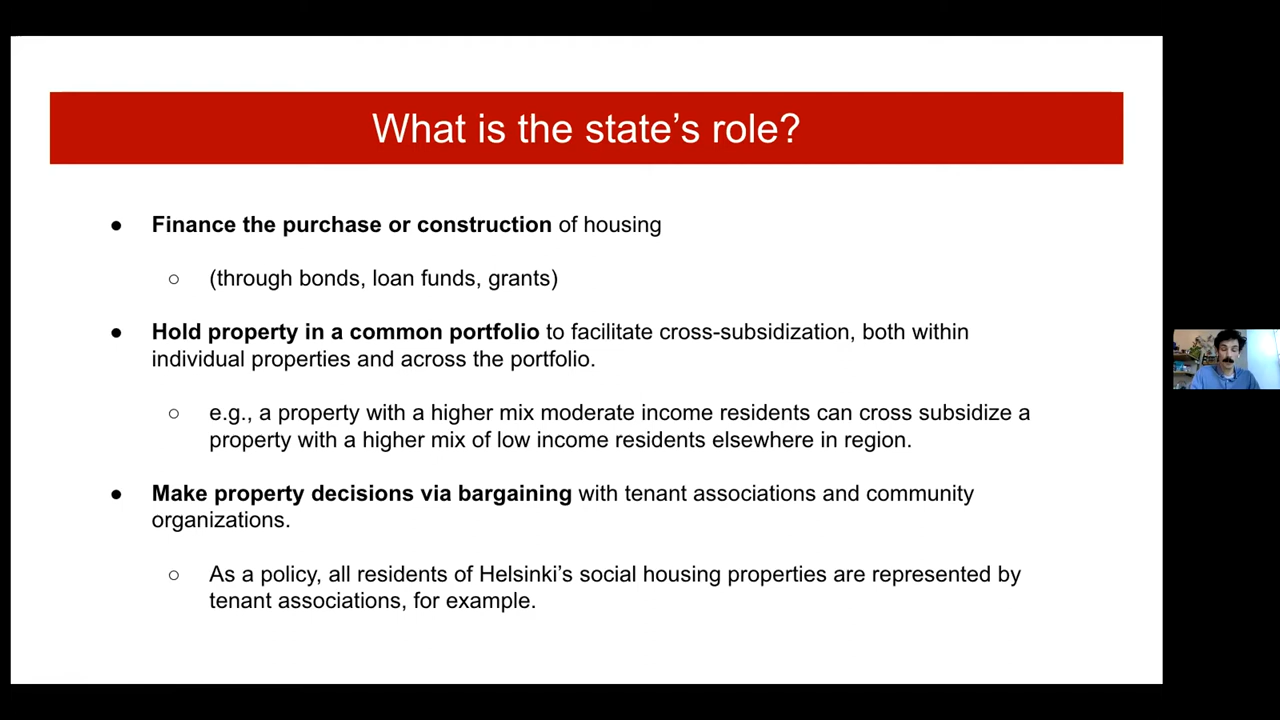 What is the state’s role?
● Finance the purchase or construction of housing
○ (through bonds, loan funds, grants)
● Hold property in a common portfolio to facilitate cross-subsidization, both within
individual properties and across the portfolio.
○ e.g., a property with a higher mix moderate income residents can cross subsidize a
property with a higher mix of low income residents elsewhere in region.
● Make property decisions via bargaining with tenant associations and community
organizations.
○ As a policy, all residents of Helsinki’s social housing properties are represented by
tenant associations, for example.